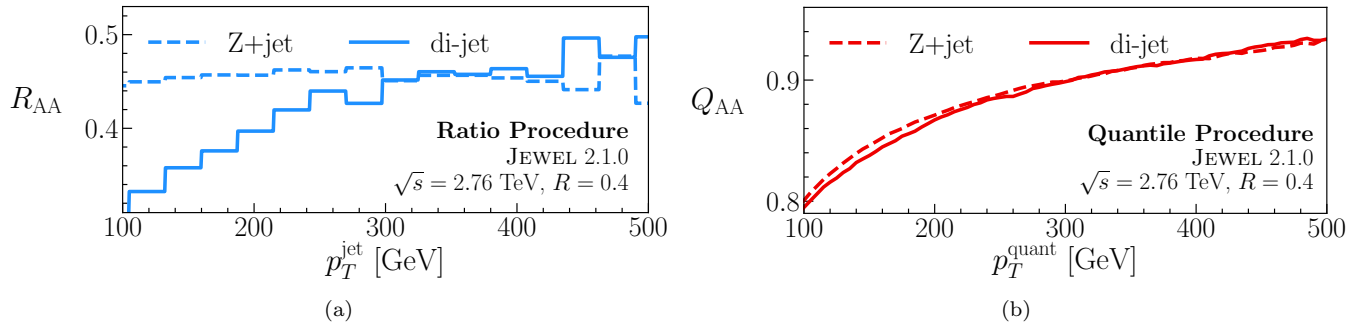 0.5
0.4
R_AA
Z+jet di-jet
Ratio Procedure
JEWEL 2.1.0
√s = 2.76 TeV, R = 0.4
100 200 300 400 500
p_T^jet [GeV]
(a)
0.9
0.8
Q_AA
Z+jet di-jet
Quantile Procedure
JEWEL 2.1.0
√s = 2.76 TeV, R = 0.4
100 200 300 400 500
p_T^quant [GeV]
(b)